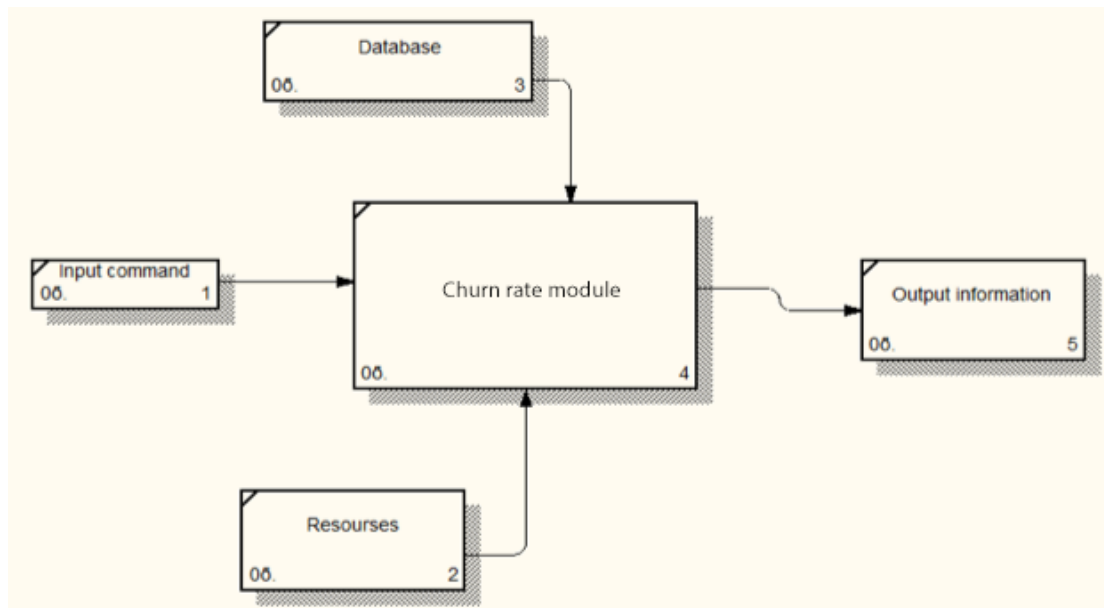 Database
0б. 3
Input command
0б. 1
Churn rate module
0б. 4
Output information
0б. 5
Resourses
0б. 2